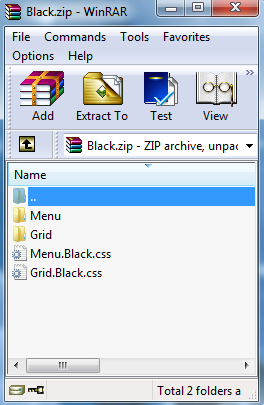 Black.zip - WinRAR
File Commands Tools Favorites
Options Help
Add Extract To Test View
Black.zip - ZIP archive, unpac
Name
..
Menu
Grid
Menu.Black.css
Grid.Black.css
Total 2 folders a